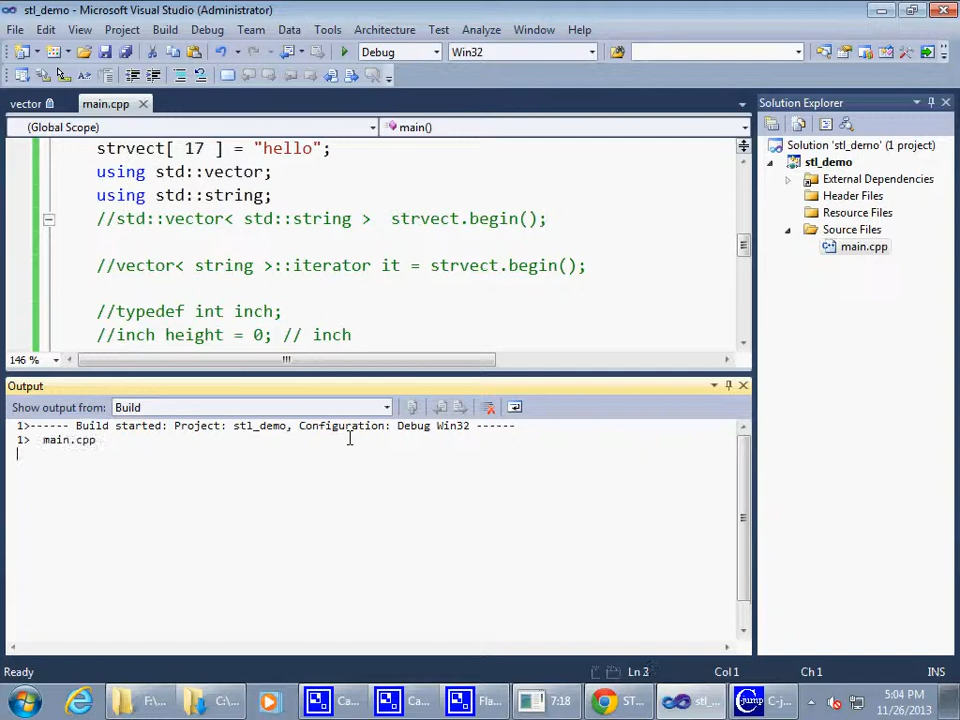 stl_demo - Microsoft Visual Studio (Administrator)
File Edit View Project Build Debug Team Data Tools Architecture Test Analyze Window Help
Debug Win32
vector main.cpp
(Global Scope) main()
strvect[ 17 ] = "hello";
using std::vector;
using std::string;
//std::vector< std::string >  strvect.begin();
//vector< string >::iterator it = strvect.begin();
//typedef int inch;
//inch height = 0; // inch
146 %
Output
Show output from: Build
1>------ Build started: Project: stl_demo, Configuration: Debug Win32 ------
1>  main.cpp
Solution Explorer
Solution 'stl_demo' (1 project)
stl_demo
External Dependencies
Header Files
Resource Files
Source Files
main.cpp
Ready Ln 3 Col 1 Ch 1 INS
F:\... C:\... Ca... Ca... Fla... 7:18 ST... stl_... C-j...
5:04 PM
11/26/2013